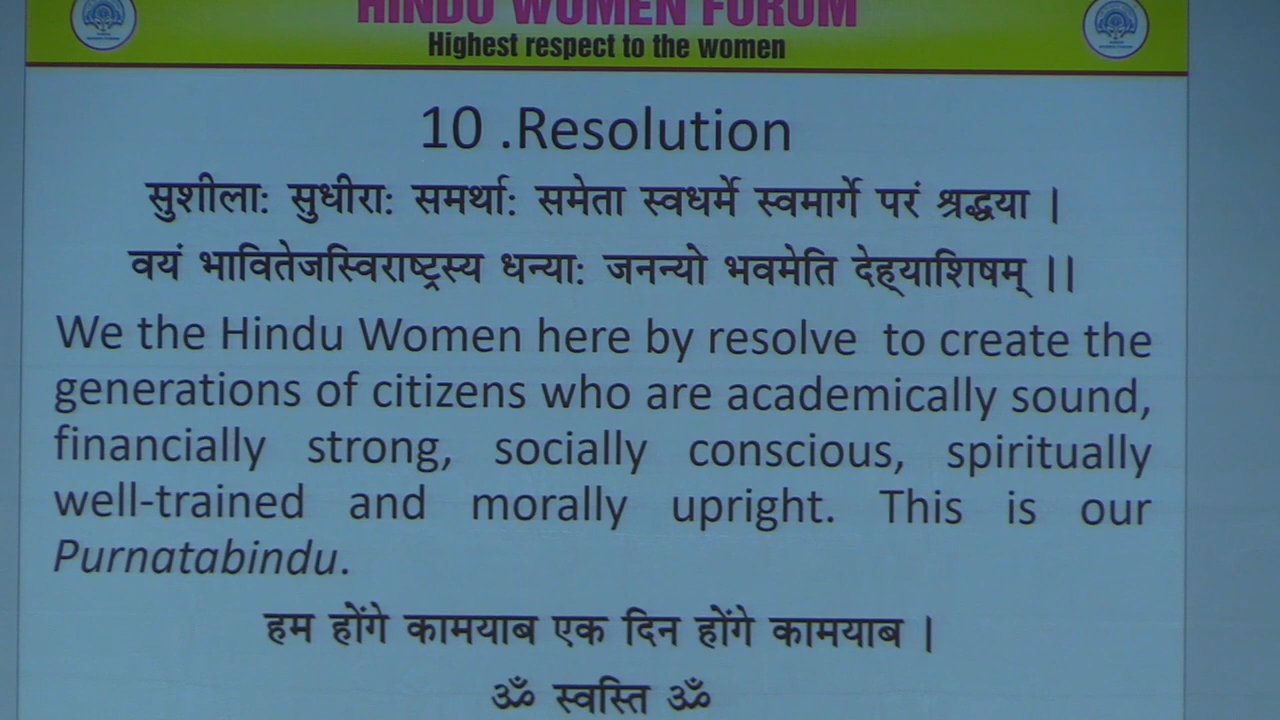 HINDU WOMEN FORUM
Highest respect to the women
10 .Resolution
सुशीलाः सुधीराः समर्थाः समेता स्वधर्मे स्वमार्गे परं श्रद्धया |
वयं भावितेजस्विराष्ट्रस्य धन्याः जनन्यो भवमेति देह्याशिषम् ||
We the Hindu Women here by resolve to create the
generations of citizens who are academically sound,
financially strong, socially conscious, spiritually
well-trained and morally upright. This is our
Purnatabindu.
हम होंगे कामयाब एक दिन होंगे कामयाब |
ॐ स्वस्ति ॐ